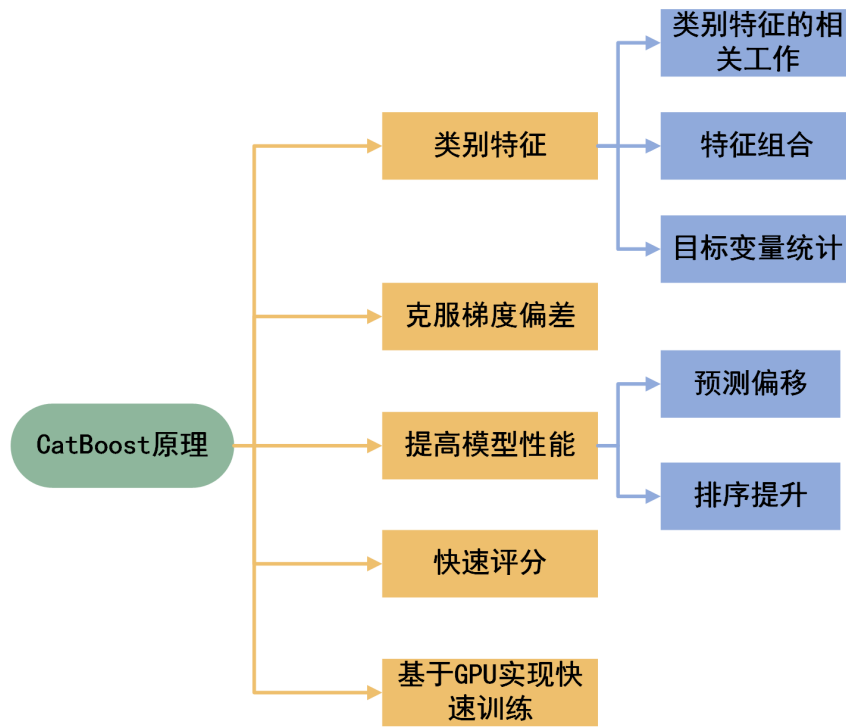 类别特征的相
关工作
类别特征
特征组合
目标变量统计
克服梯度偏差
预测偏移
CatBoost原理
提高模型性能
排序提升
快速评分
基于GPU实现快
速训练